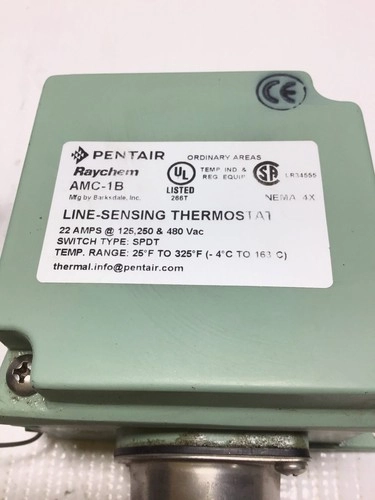 CE
PENTAIR
ORDINARY AREAS
Raychem
UL
TEMP. IND. &
REG. EQUIP.
SA
LR34555
AMC-1B
LISTED
Mfg by Barksdale, Inc.
266T
NEMA 4X
LINE-SENSING THERMOSTAT
22 AMPS @ 125,250 & 480 Vac
SWITCH TYPE: SPDT
TEMP. RANGE: 25°F TO 325°F (- 4°C TO 163°C)
thermal.info@pentair.com